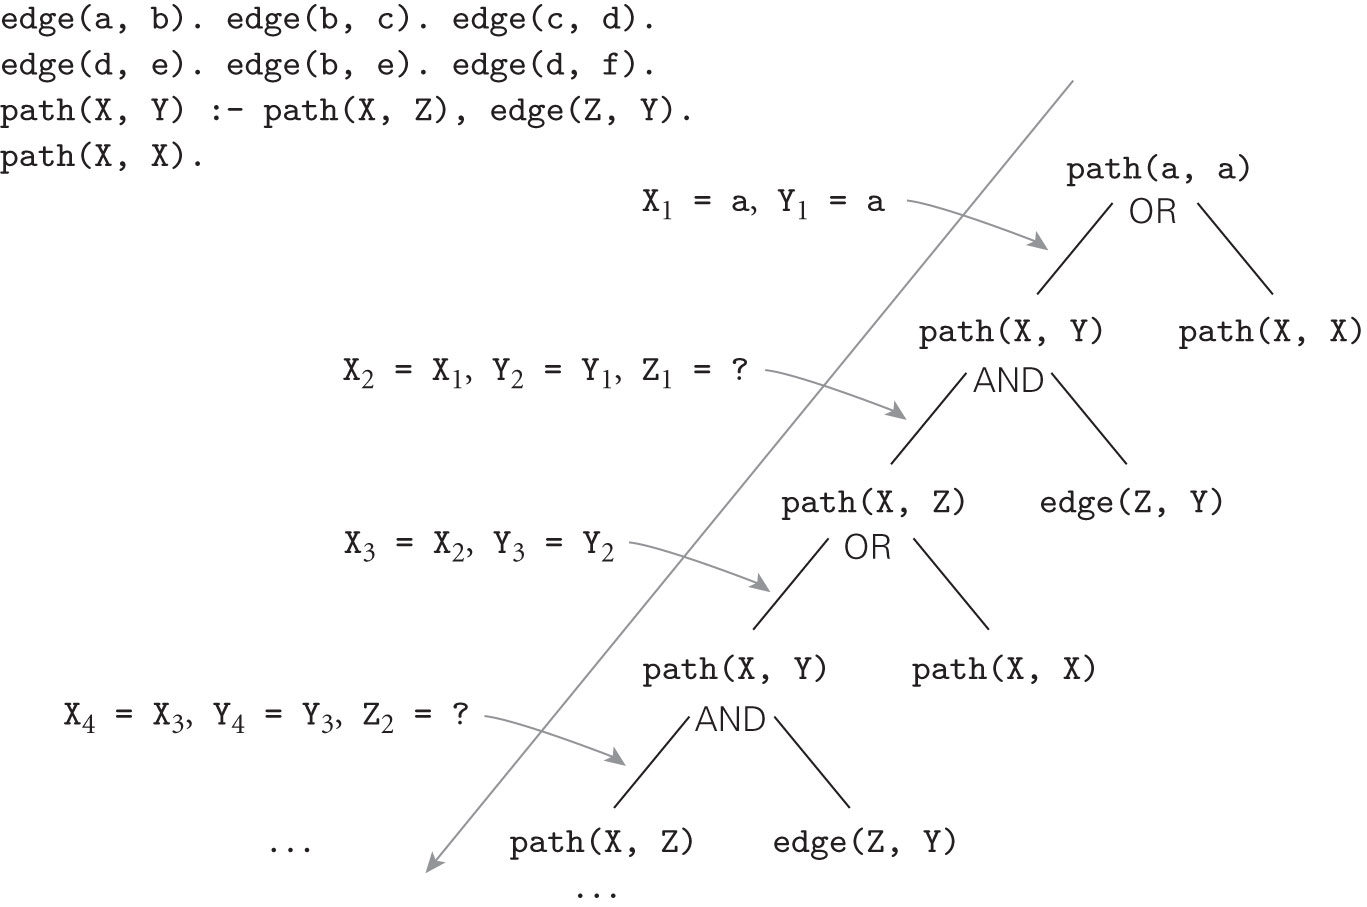 edge(a, b). edge(b, c). edge(c, d).
edge(d, e). edge(b, e). edge(d, f).
path(X, Y) :- path(X, Z), edge(Z, Y).
path(X, X).
path(a, a)
X₁ = a, Y₁ = a
OR
path(X, Y) path(X, X)
X₂ = X₁, Y₂ = Y₁, Z₁ = ?
AND
path(X, Z) edge(Z, Y)
X₃ = X₂, Y₃ = Y₂
OR
path(X, Y) path(X, X)
X₄ = X₃, Y₄ = Y₃, Z₂ = ?
AND
... path(X, Z) edge(Z, Y)
...